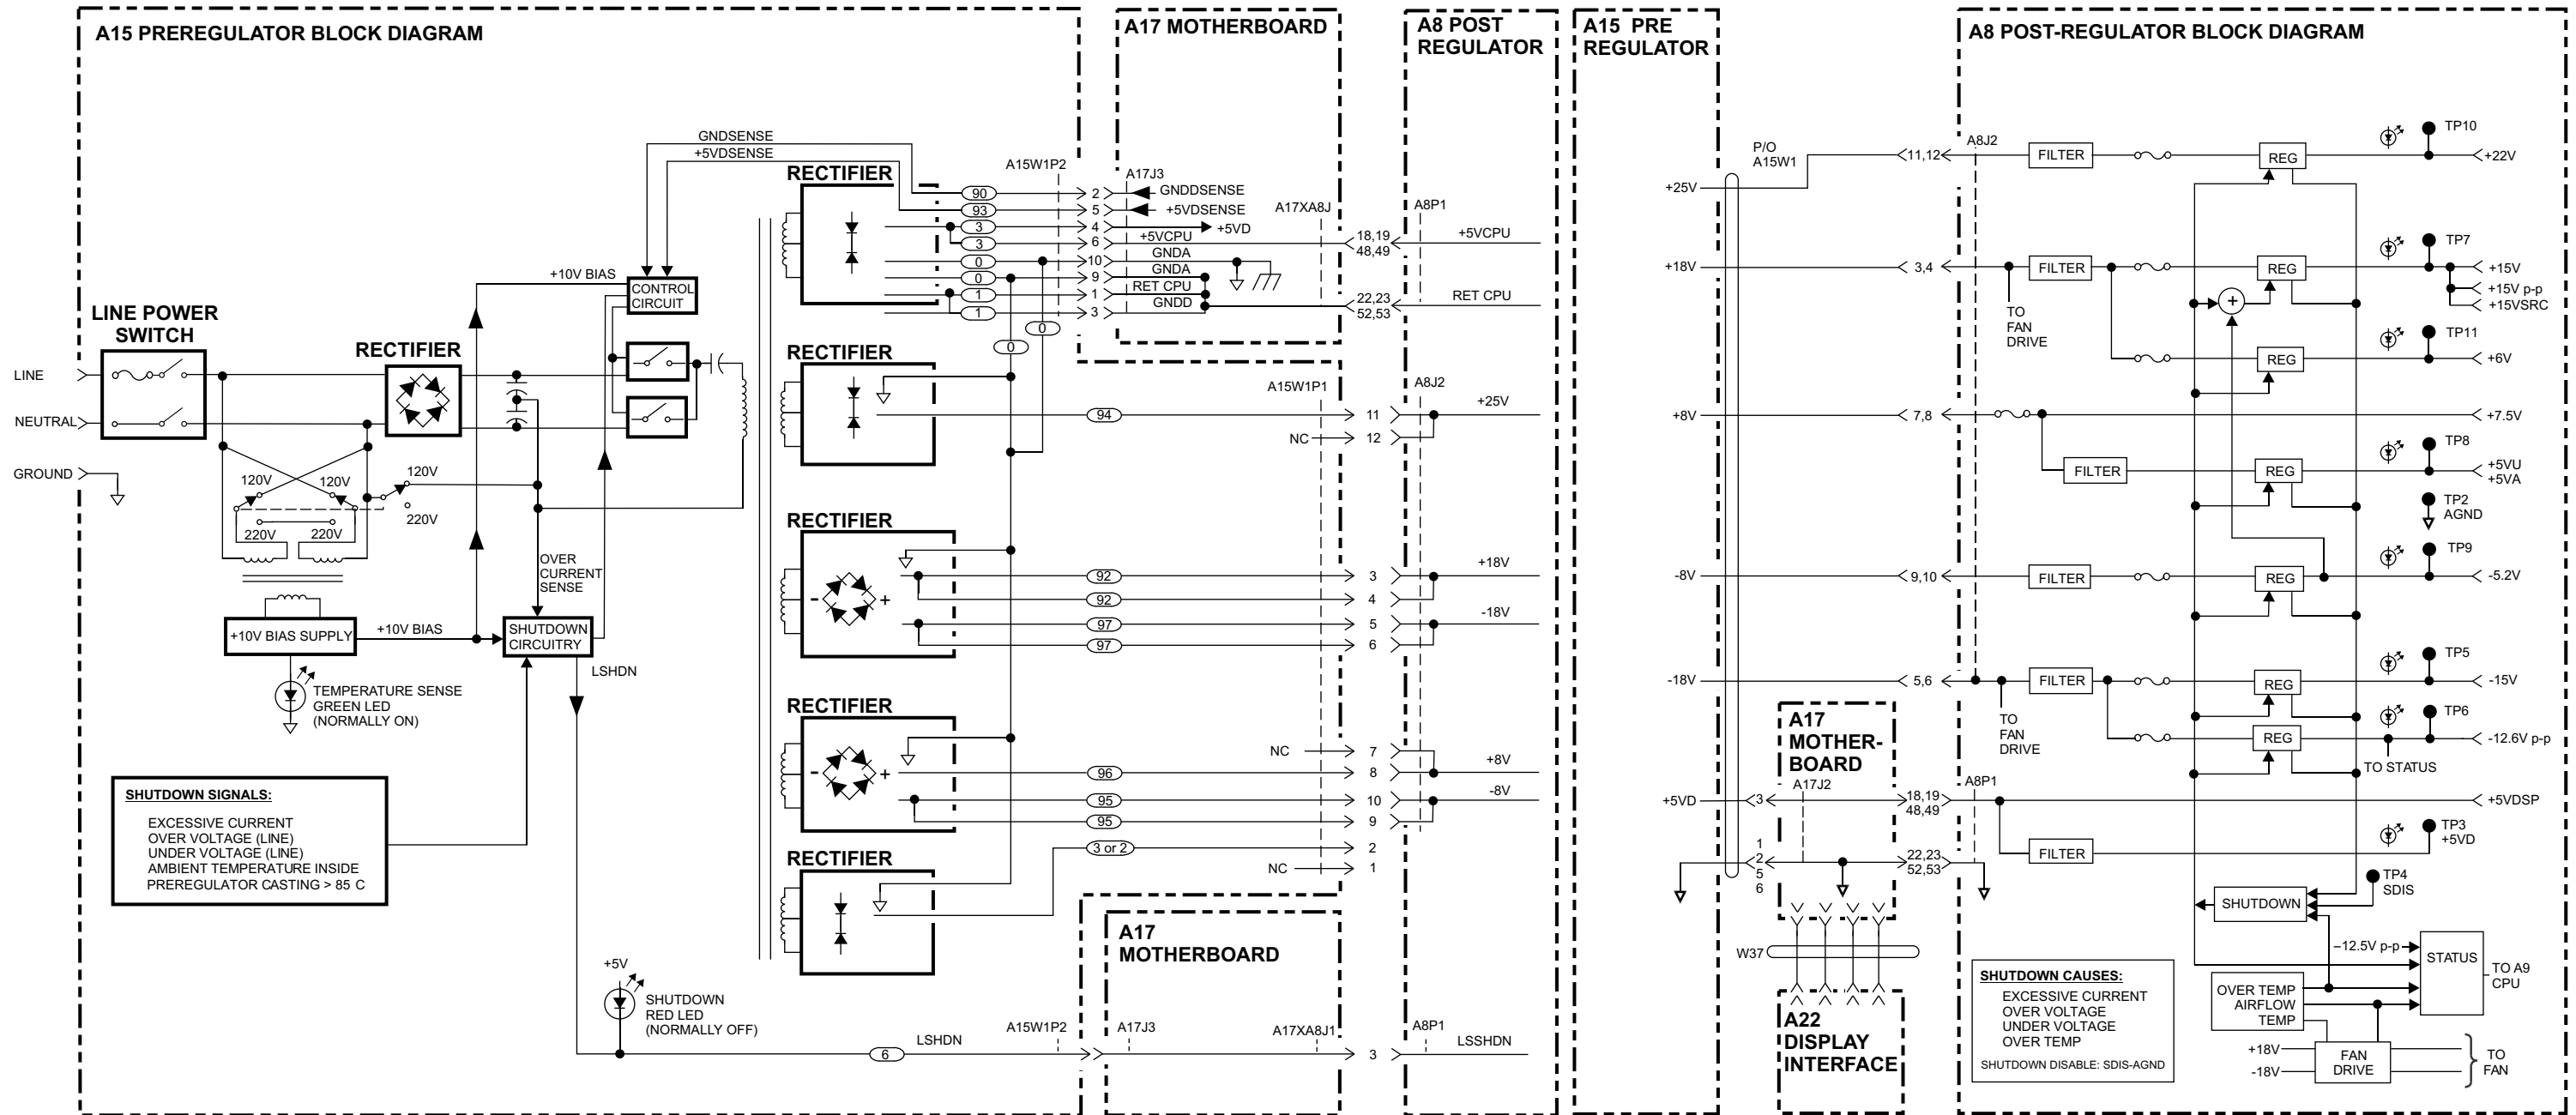 A15 PREREGULATOR BLOCK DIAGRAM
GNDSENSE
+5VDSENSE
RECTIFIER
A15W1P2
90
93
3
3
0
0
1
1
0
0
2
5
4
6
10
9
1
3
+10V BIAS
CONTROL
CIRCUIT
LINE POWER
SWITCH
RECTIFIER
LINE
NEUTRAL
GROUND
120V
120V
120V
220V
220V
220V
OVER
CURRENT
SENSE
+10V BIAS SUPPLY
+10V BIAS
SHUTDOWN
CIRCUITRY
LSHDN
TEMPERATURE SENSE
GREEN LED
(NORMALLY ON)
SHUTDOWN SIGNALS:
EXCESSIVE CURRENT
OVER VOLTAGE (LINE)
UNDER VOLTAGE (LINE)
AMBIENT TEMPERATURE INSIDE
PREREGULATOR CASTING > 85 C
+5V
SHUTDOWN
RED LED
(NORMALLY OFF)
RECTIFIER
94
A15W1P1
11
NC
12
RECTIFIER
-
+
92
92
97
97
3
4
5
6
RECTIFIER
-
+
96
95
95
NC
7
8
10
9
RECTIFIER
3 or 2
2
NC
1
6
LSHDN
A15W1P2
A17 MOTHERBOARD
A17J3
GNDDSENSE
+5VDSENSE
+5VD
+5VCPU
GNDA
GNDA
RET CPU
GNDD
A17XA8J
18,19
48,49
22,23
52,53
A17
MOTHERBOARD
A17J3
A17XA8J1
3
A8 POST
REGULATOR
A8P1
+5VCPU
RET CPU
A8J2
+25V
+18V
-18V
+8V
-8V
A8P1
LSSHDN
A15 PRE
REGULATOR
+25V
+18V
+8V
-8V
-18V
+5VD
P/O
A15W1
11,12
3,4
7,8
9,10
5,6
3
1
2
5
6
A17
MOTHER-
BOARD
A17J2
18,19
48,49
22,23
52,53
W37
A22
DISPLAY
INTERFACE
A8 POST-REGULATOR BLOCK DIAGRAM
A8J2
FILTER
REG
TP10
+22V
FILTER
REG
TP7
+15V
+15V p-p
+15VSRC
+
TO
FAN
DRIVE
REG
TP11
+6V
+7.5V
FILTER
REG
TP8
+5VU
+5VA
TP2
AGND
FILTER
REG
TP9
-5.2V
FILTER
REG
TP5
-15V
TO
FAN
DRIVE
REG
TP6
-12.6V p-p
TO STATUS
A8P1
+5VDSP
FILTER
TP3
+5VD
TP4
SDIS
SHUTDOWN
–12.5V p-p
STATUS
TO A9
CPU
OVER TEMP
AIRFLOW
TEMP
+18V
-18V
FAN
DRIVE
TO
FAN
SHUTDOWN CAUSES:
EXCESSIVE CURRENT
OVER VOLTAGE
UNDER VOLTAGE
OVER TEMP
SHUTDOWN DISABLE: SDIS-AGND